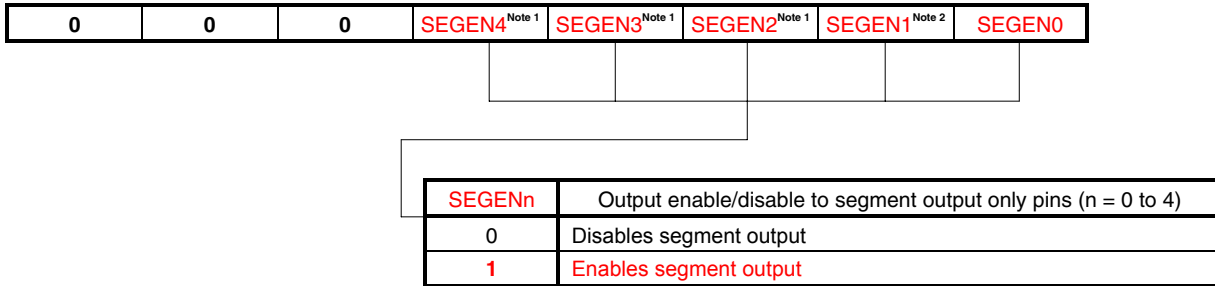 0 0 0 SEGEN4Note 1 SEGEN3Note 1 SEGEN2Note 1 SEGEN1Note 2 SEGEN0
SEGENn Output enable/disable to segment output only pins (n = 0 to 4)
0 Disables segment output
1 Enables segment output